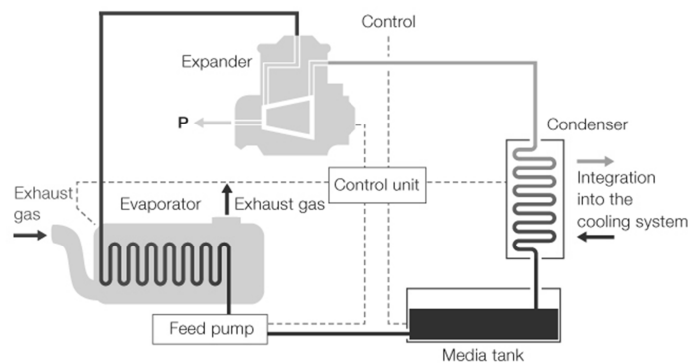 Control
Expander
P
Condenser
Exhaust
gas
Evaporator
Exhaust gas
Control unit
Integration
into the
cooling system
Feed pump
Media tank